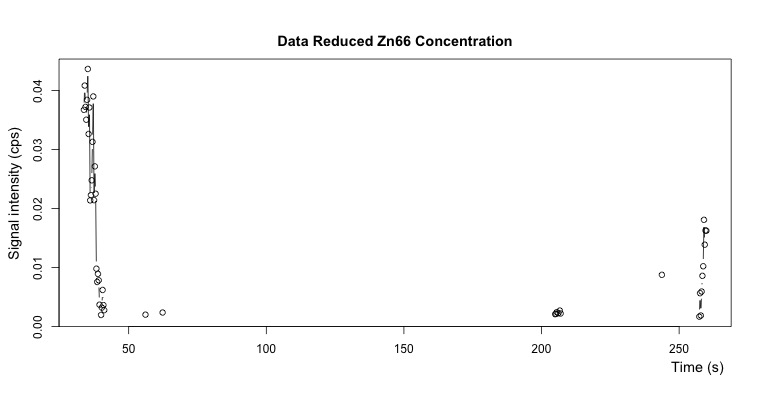 Data Reduced Zn66 Concentration
Signal intensity (cps)
0.04
0.03
0.02
0.01
0.00
50 100 150 200 250
Time (s)